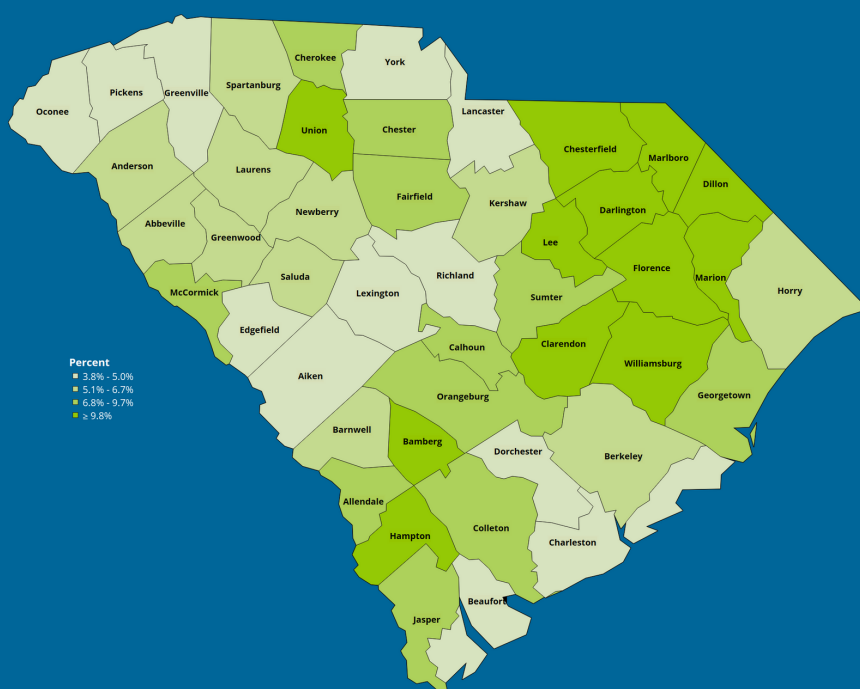 Cherokee
York
Spartanburg
Pickens
Greenville
Oconee
Lancaster
Union
Chester
Chesterfield
Marlboro
Anderson
Laurens
Dillon
Fairfield
Kershaw
Newberry
Darlington
Abbeville
Greenwood
Lee
Florence
Saluda
Richland
Marion
McCormick
Lexington
Horry
Sumter
Edgefield
Clarendon
Calhoun
Williamsburg
Percent
3.8% - 5.0%
5.1% - 6.7%
6.8% - 9.7%
≥ 9.8%
Aiken
Orangeburg
Georgetown
Barnwell
Bamberg
Dorchester
Berkeley
Allendale
Colleton
Hampton
Charleston
Beaufort
Jasper